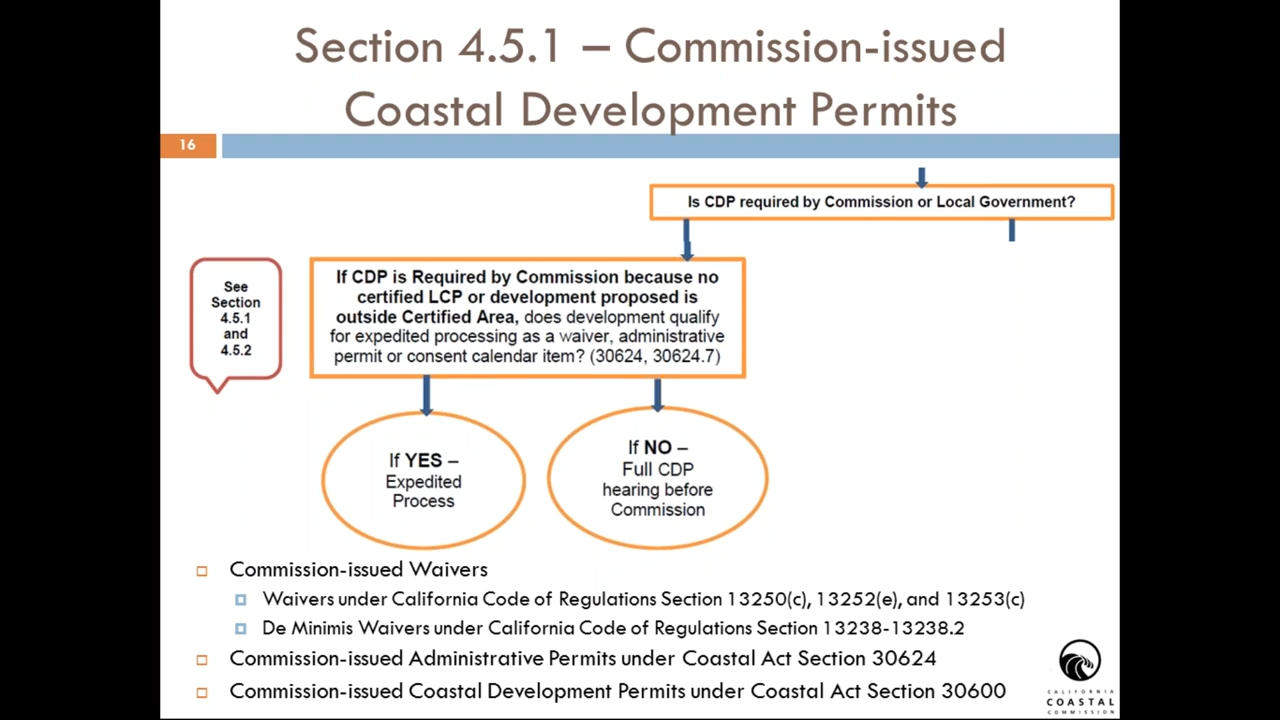 Section 4.5.1 – Commission-issued
Coastal Development Permits
16
Is CDP required by Commission or Local Government?
See
Section
4.5.1
and
4.5.2
If CDP is Required by Commission because no
certified LCP or development proposed is
outside Certified Area, does development qualify
for expedited processing as a waiver, administrative
permit or consent calendar item? (30624, 30624.7)
If YES –
Expedited
Process
If NO –
Full CDP
hearing before
Commission
Commission-issued Waivers
Waivers under California Code of Regulations Section 13250(c), 13252(e), and 13253(c)
De Minimis Waivers under California Code of Regulations Section 13238-13238.2
Commission-issued Administrative Permits under Coastal Act Section 30624
Commission-issued Coastal Development Permits under Coastal Act Section 30600
CALIFORNIA
COASTAL
COMMISSION